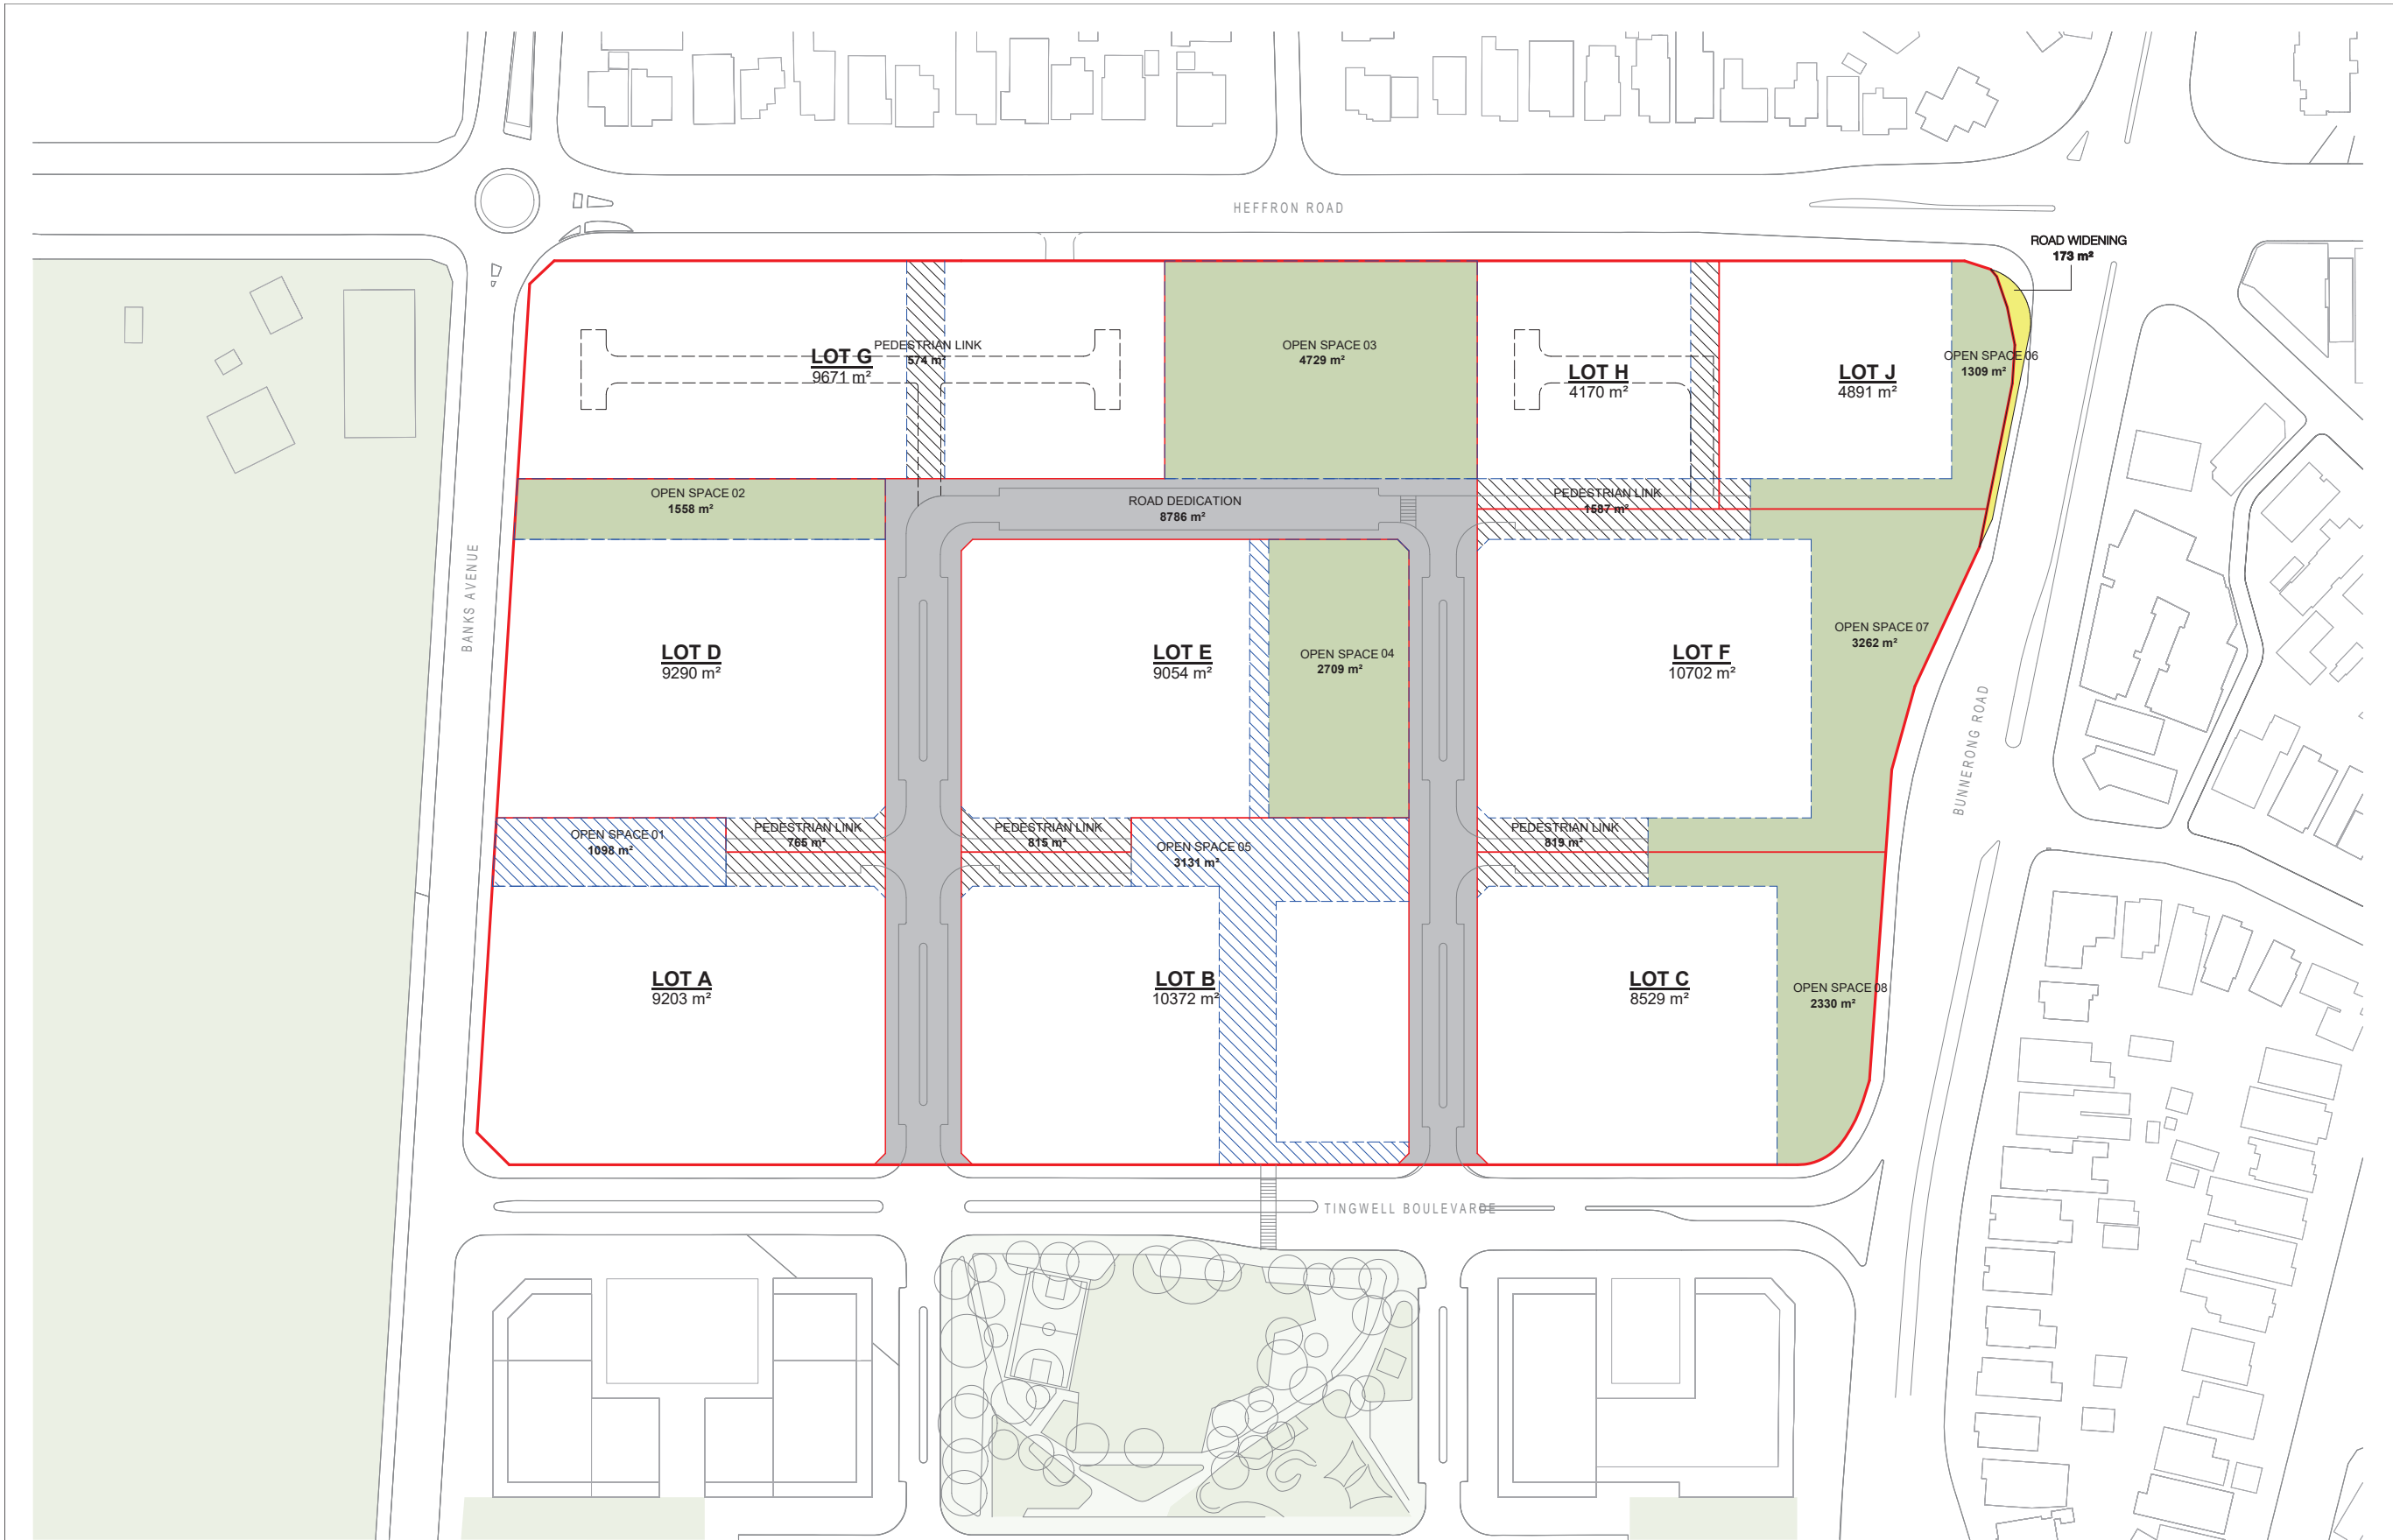 HEFFRON ROAD
ROAD WIDENING
173 m²
PEDESTRIAN LINK
574 m²
LOT G
9671 m²
OPEN SPACE 03
4729 m²
LOT H
4170 m²
LOT J
4891 m²
OPEN SPACE 06
1309 m²
OPEN SPACE 02
1558 m²
ROAD DEDICATION
8786 m²
PEDESTRIAN LINK
1587 m²
BANKS AVENUE
LOT D
9290 m²
LOT E
9054 m²
OPEN SPACE 04
2709 m²
LOT F
10702 m²
OPEN SPACE 07
3262 m²
BUNNERONG ROAD
OPEN SPACE 01
1098 m²
PEDESTRIAN LINK
765 m²
PEDESTRIAN LINK
815 m²
OPEN SPACE 05
3131 m²
PEDESTRIAN LINK
819 m²
LOT A
9203 m²
LOT B
10372 m²
LOT C
8529 m²
OPEN SPACE 08
2330 m²
TINGWELL BOULEVARDE